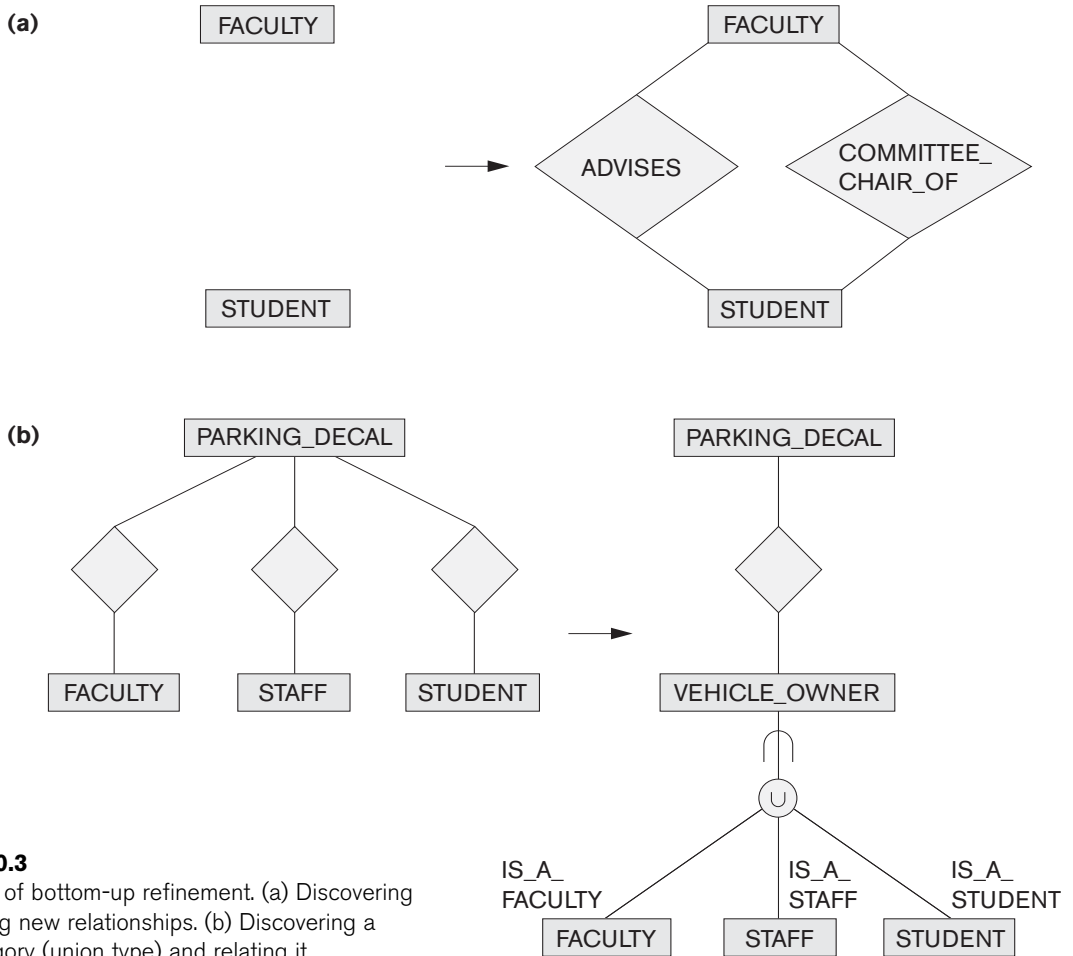 (a)
FACULTY
FACULTY
ADVISES
COMMITTEE_
CHAIR_OF
STUDENT
STUDENT
(b)
PARKING_DECAL
PARKING_DECAL
FACULTY
STAFF
STUDENT
VEHICLE_OWNER
U
IS_A_
FACULTY
IS_A_
STAFF
IS_A_
STUDENT
FACULTY
STAFF
STUDENT
0.3
of bottom-up refinement. (a) Discovering
g new relationships. (b) Discovering a
gory (union type) and relating it.